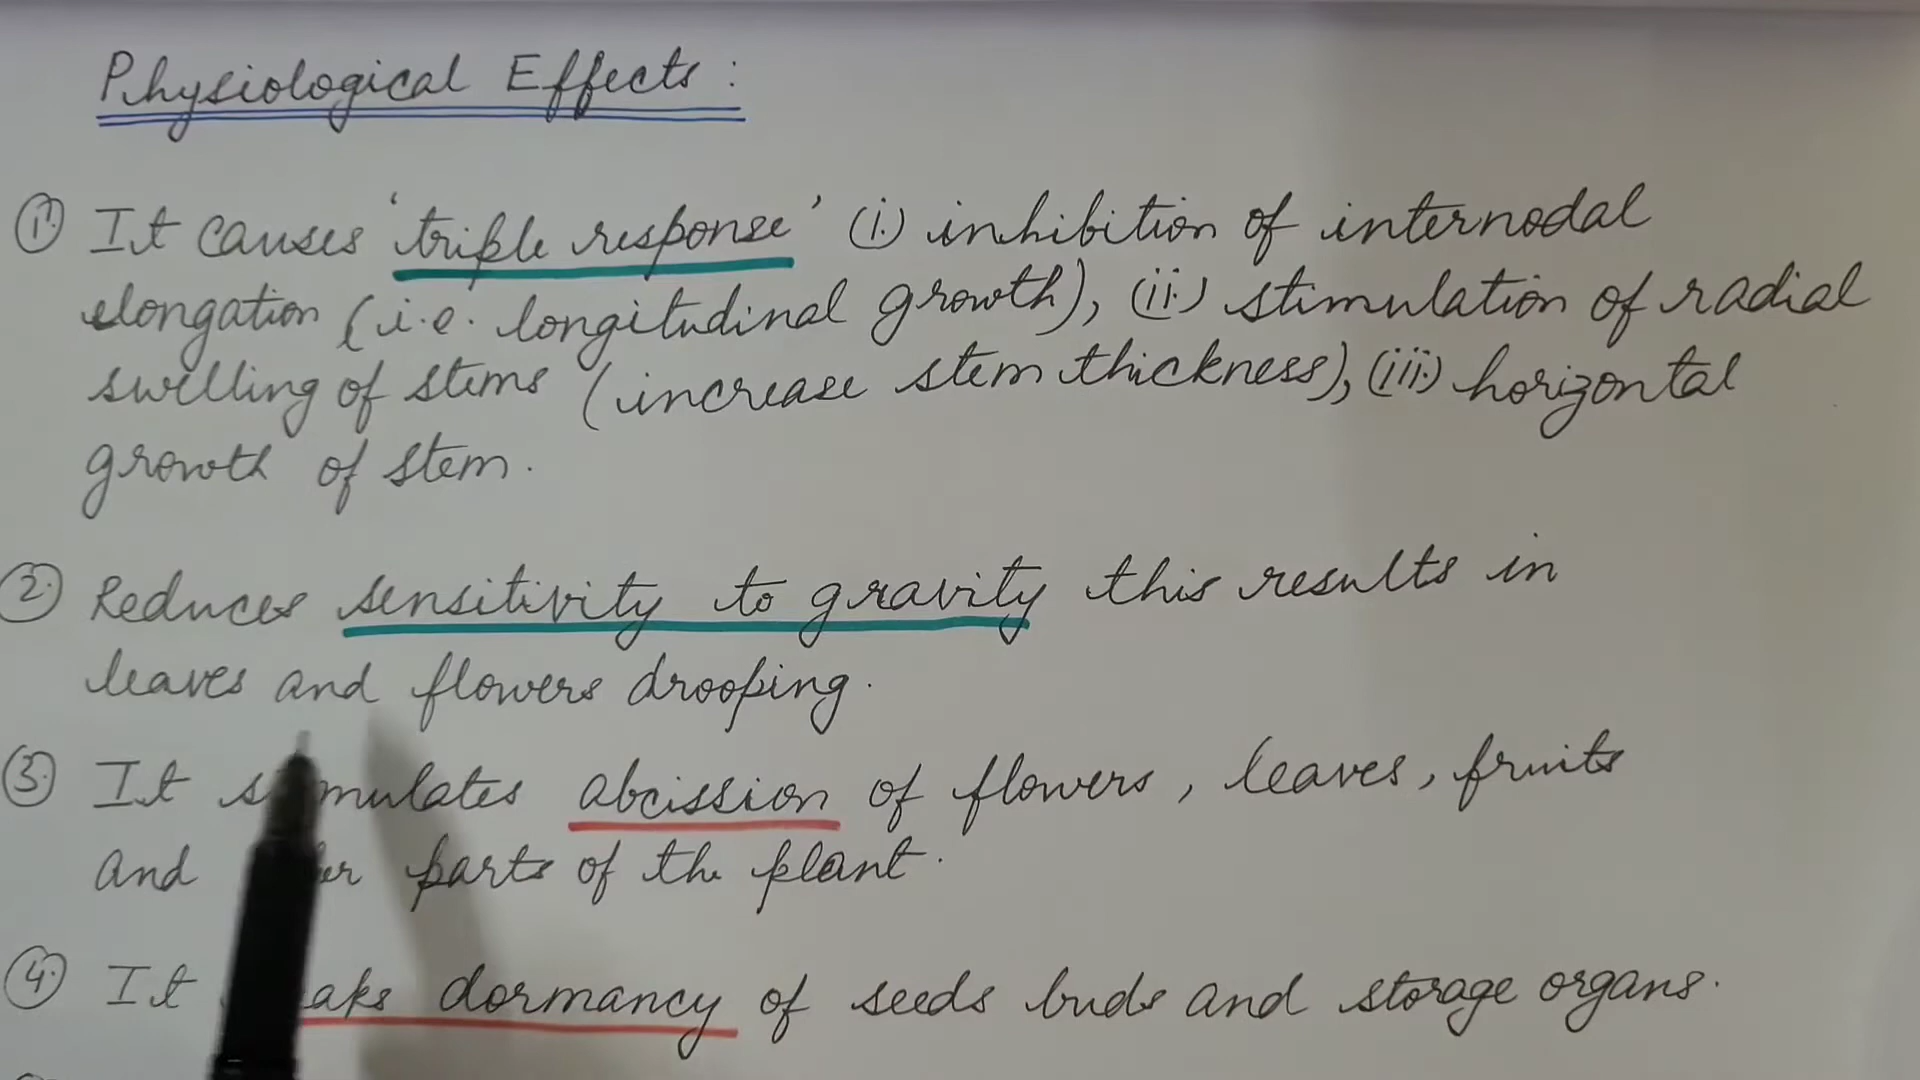 Physiological Effects :
① It causes 'triple response' (i.) inhibition of internodal
elongation (i.e. longitudinal growth), (ii.) stimulation of radial
swelling of stems (increase stem thickness), (iii.) horizontal
growth of stem.
② Reduces sensitivity to gravity this results in
leaves and flowers drooping.
③ It stimulates abcission of flowers, leaves, fruits
and parts of the plant.
④ It dormancy of seeds buds and storage organs.